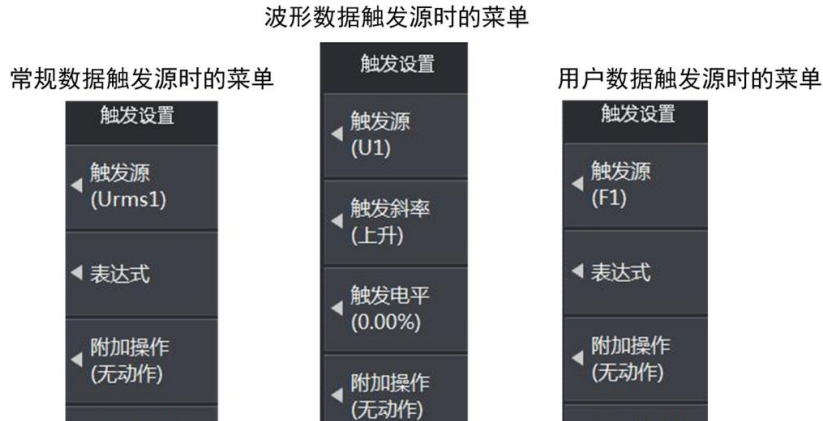 波形数据触发源时的菜单
常规数据触发源时的菜单
用户数据触发源时的菜单
触发设置
触发源
(Urms1)
表达式
附加操作
(无动作)
触发设置
触发源
(U1)
触发斜率
(上升)
触发电平
(0.00%)
附加操作
(无动作)
触发设置
触发源
(F1)
表达式
附加操作
(无动作)